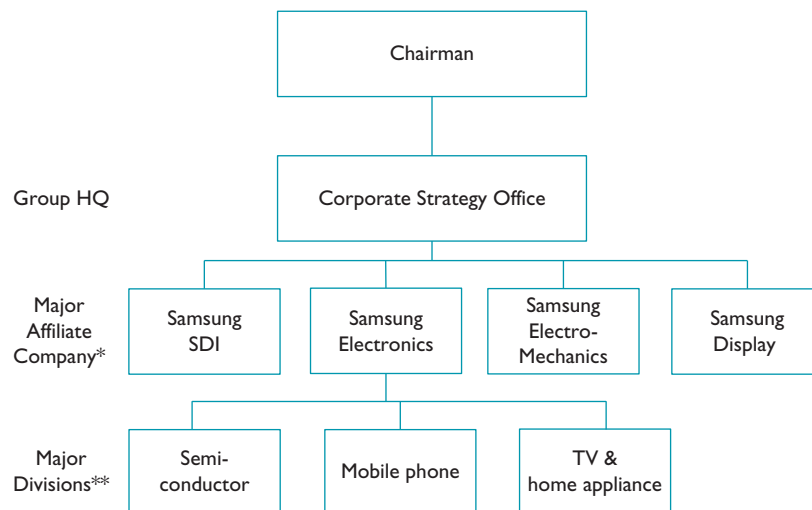 Chairman
Group HQ
Corporate Strategy Office
Major
Affiliate
Company*
Samsung
SDI
Samsung
Electronics
Samsung
Electro-
Mechanics
Samsung
Display
Major
Divisions**
Semi-
conductor
Mobile phone
TV &
home appliance